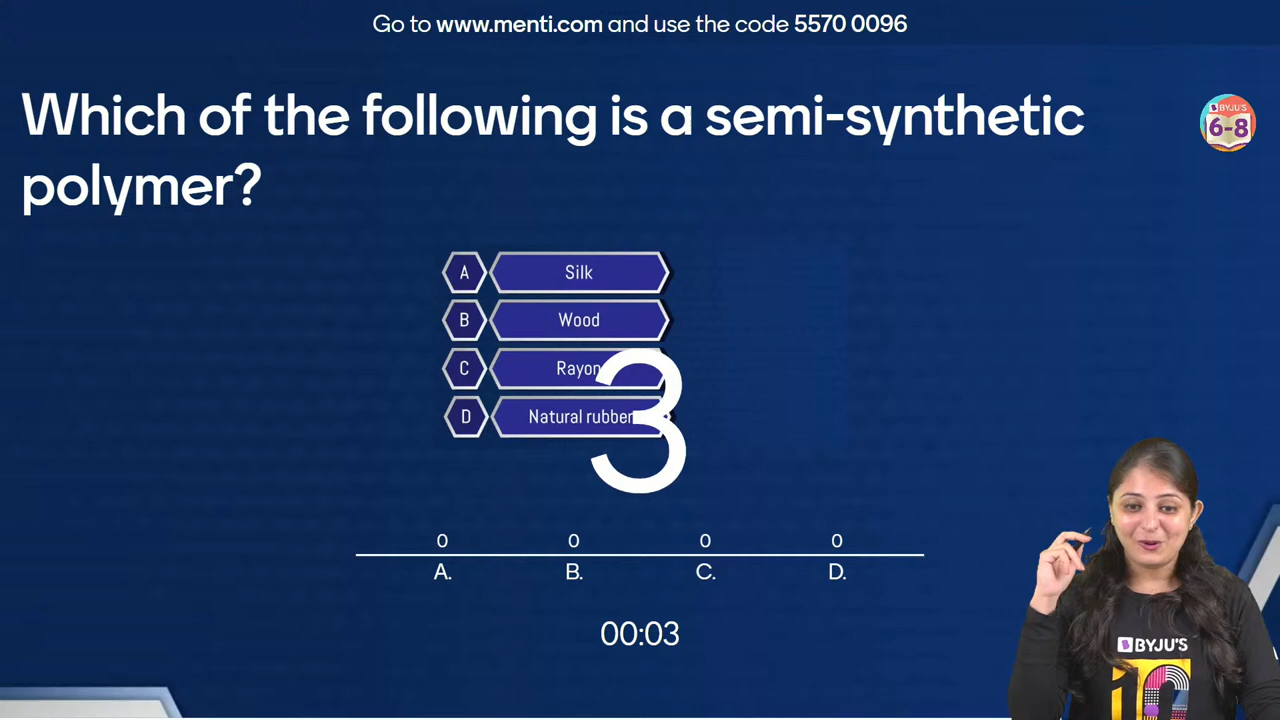 Go to www.menti.com and use the code 5570 0096
Which of the following is a semi-synthetic
polymer?
BYJU'S
6-8
A Silk
B Wood
C Rayon
D Natural rubber
3
0 0 0 0
A. B. C. D.
00:03
BYJU'S
10